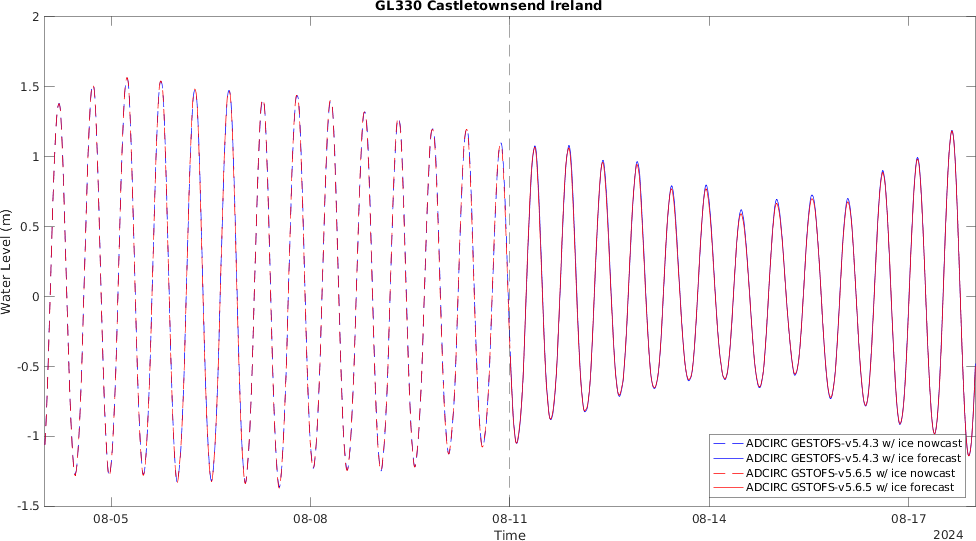 GL330 Castletownsend Ireland
2
1.5
1
0.5
0
-0.5
-1
-1.5
Water Level (m)
08-05
08-08
08-11
08-14
08-17
Time
2024
ADCIRC GESTOFS-v5.4.3 w/ ice nowcast
ADCIRC GESTOFS-v5.4.3 w/ ice forecast
ADCIRC GSTOFS-v5.6.5 w/ ice nowcast
ADCIRC GSTOFS-v5.6.5 w/ ice forecast